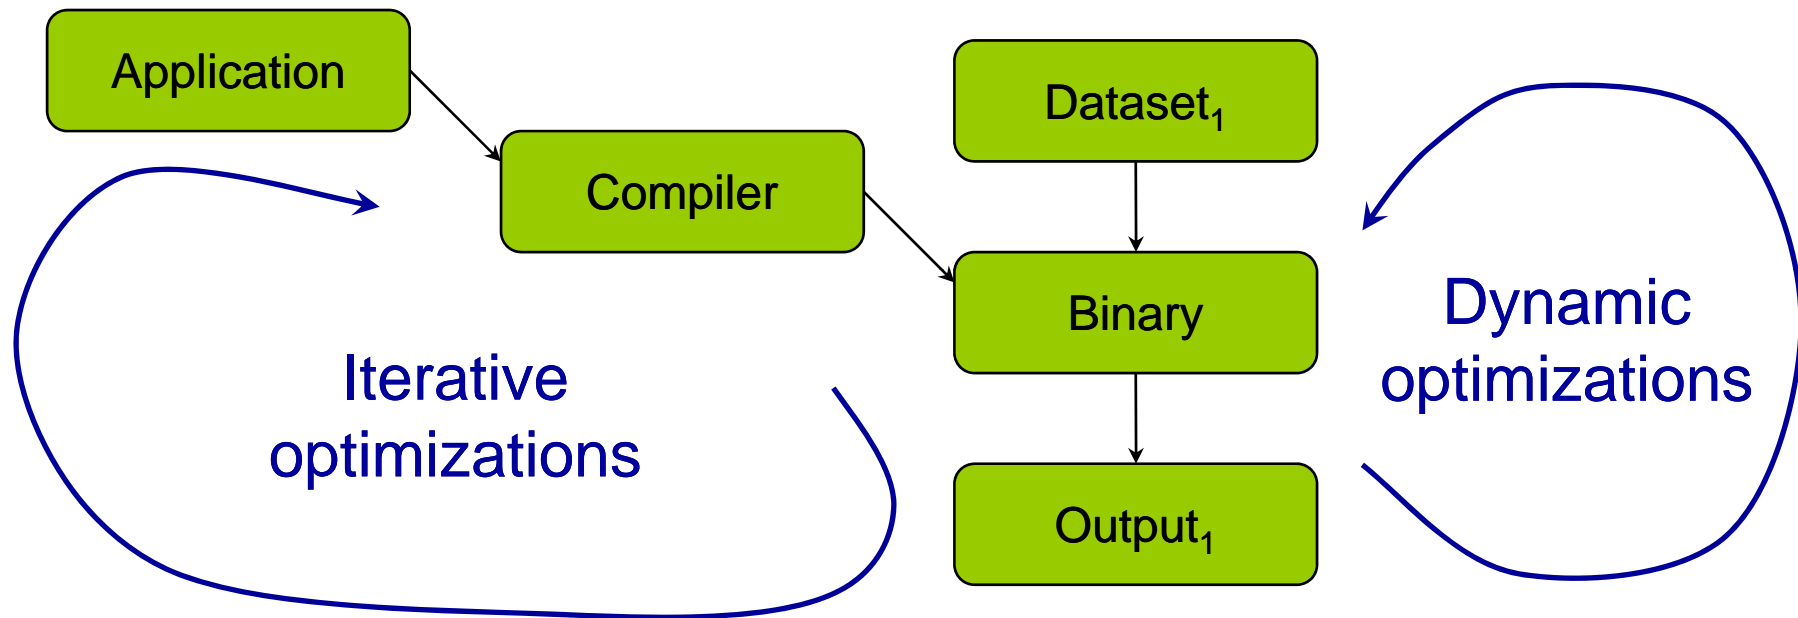 Application
Dataset₁
Compiler
Binary
Dynamic
optimizations
Iterative
optimizations
Output₁